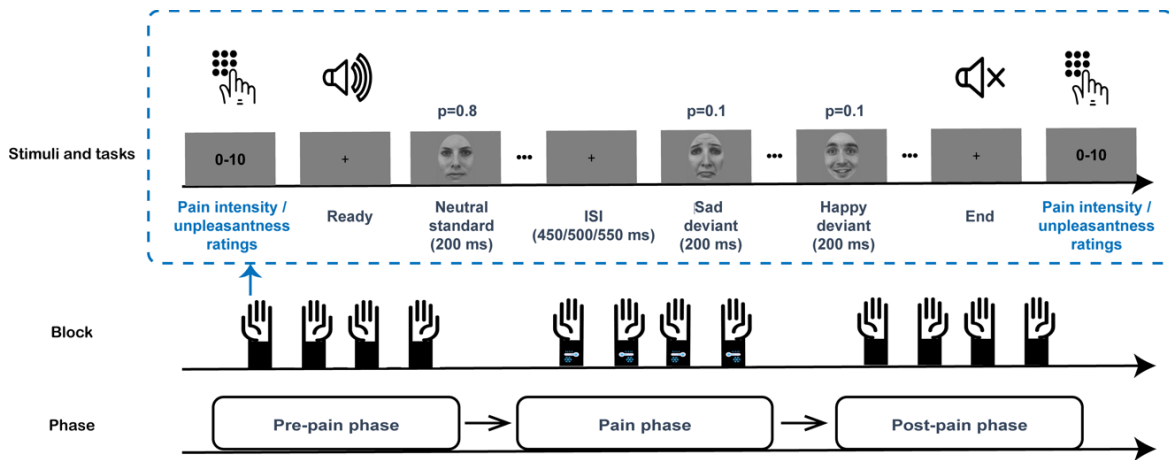 p=0.8
p=0.1
p=0.1
Stimuli and tasks
0-10
+
•••
+
•••
•••
+
0-10
Pain intensity /
unpleasantness
ratings
Ready
Neutral
standard
(200 ms)
ISI
(450/500/550 ms)
Sad
deviant
(200 ms)
Happy
deviant
(200 ms)
End
Pain intensity /
unpleasantness
ratings
Block
Phase
Pre-pain phase
Pain phase
Post-pain phase